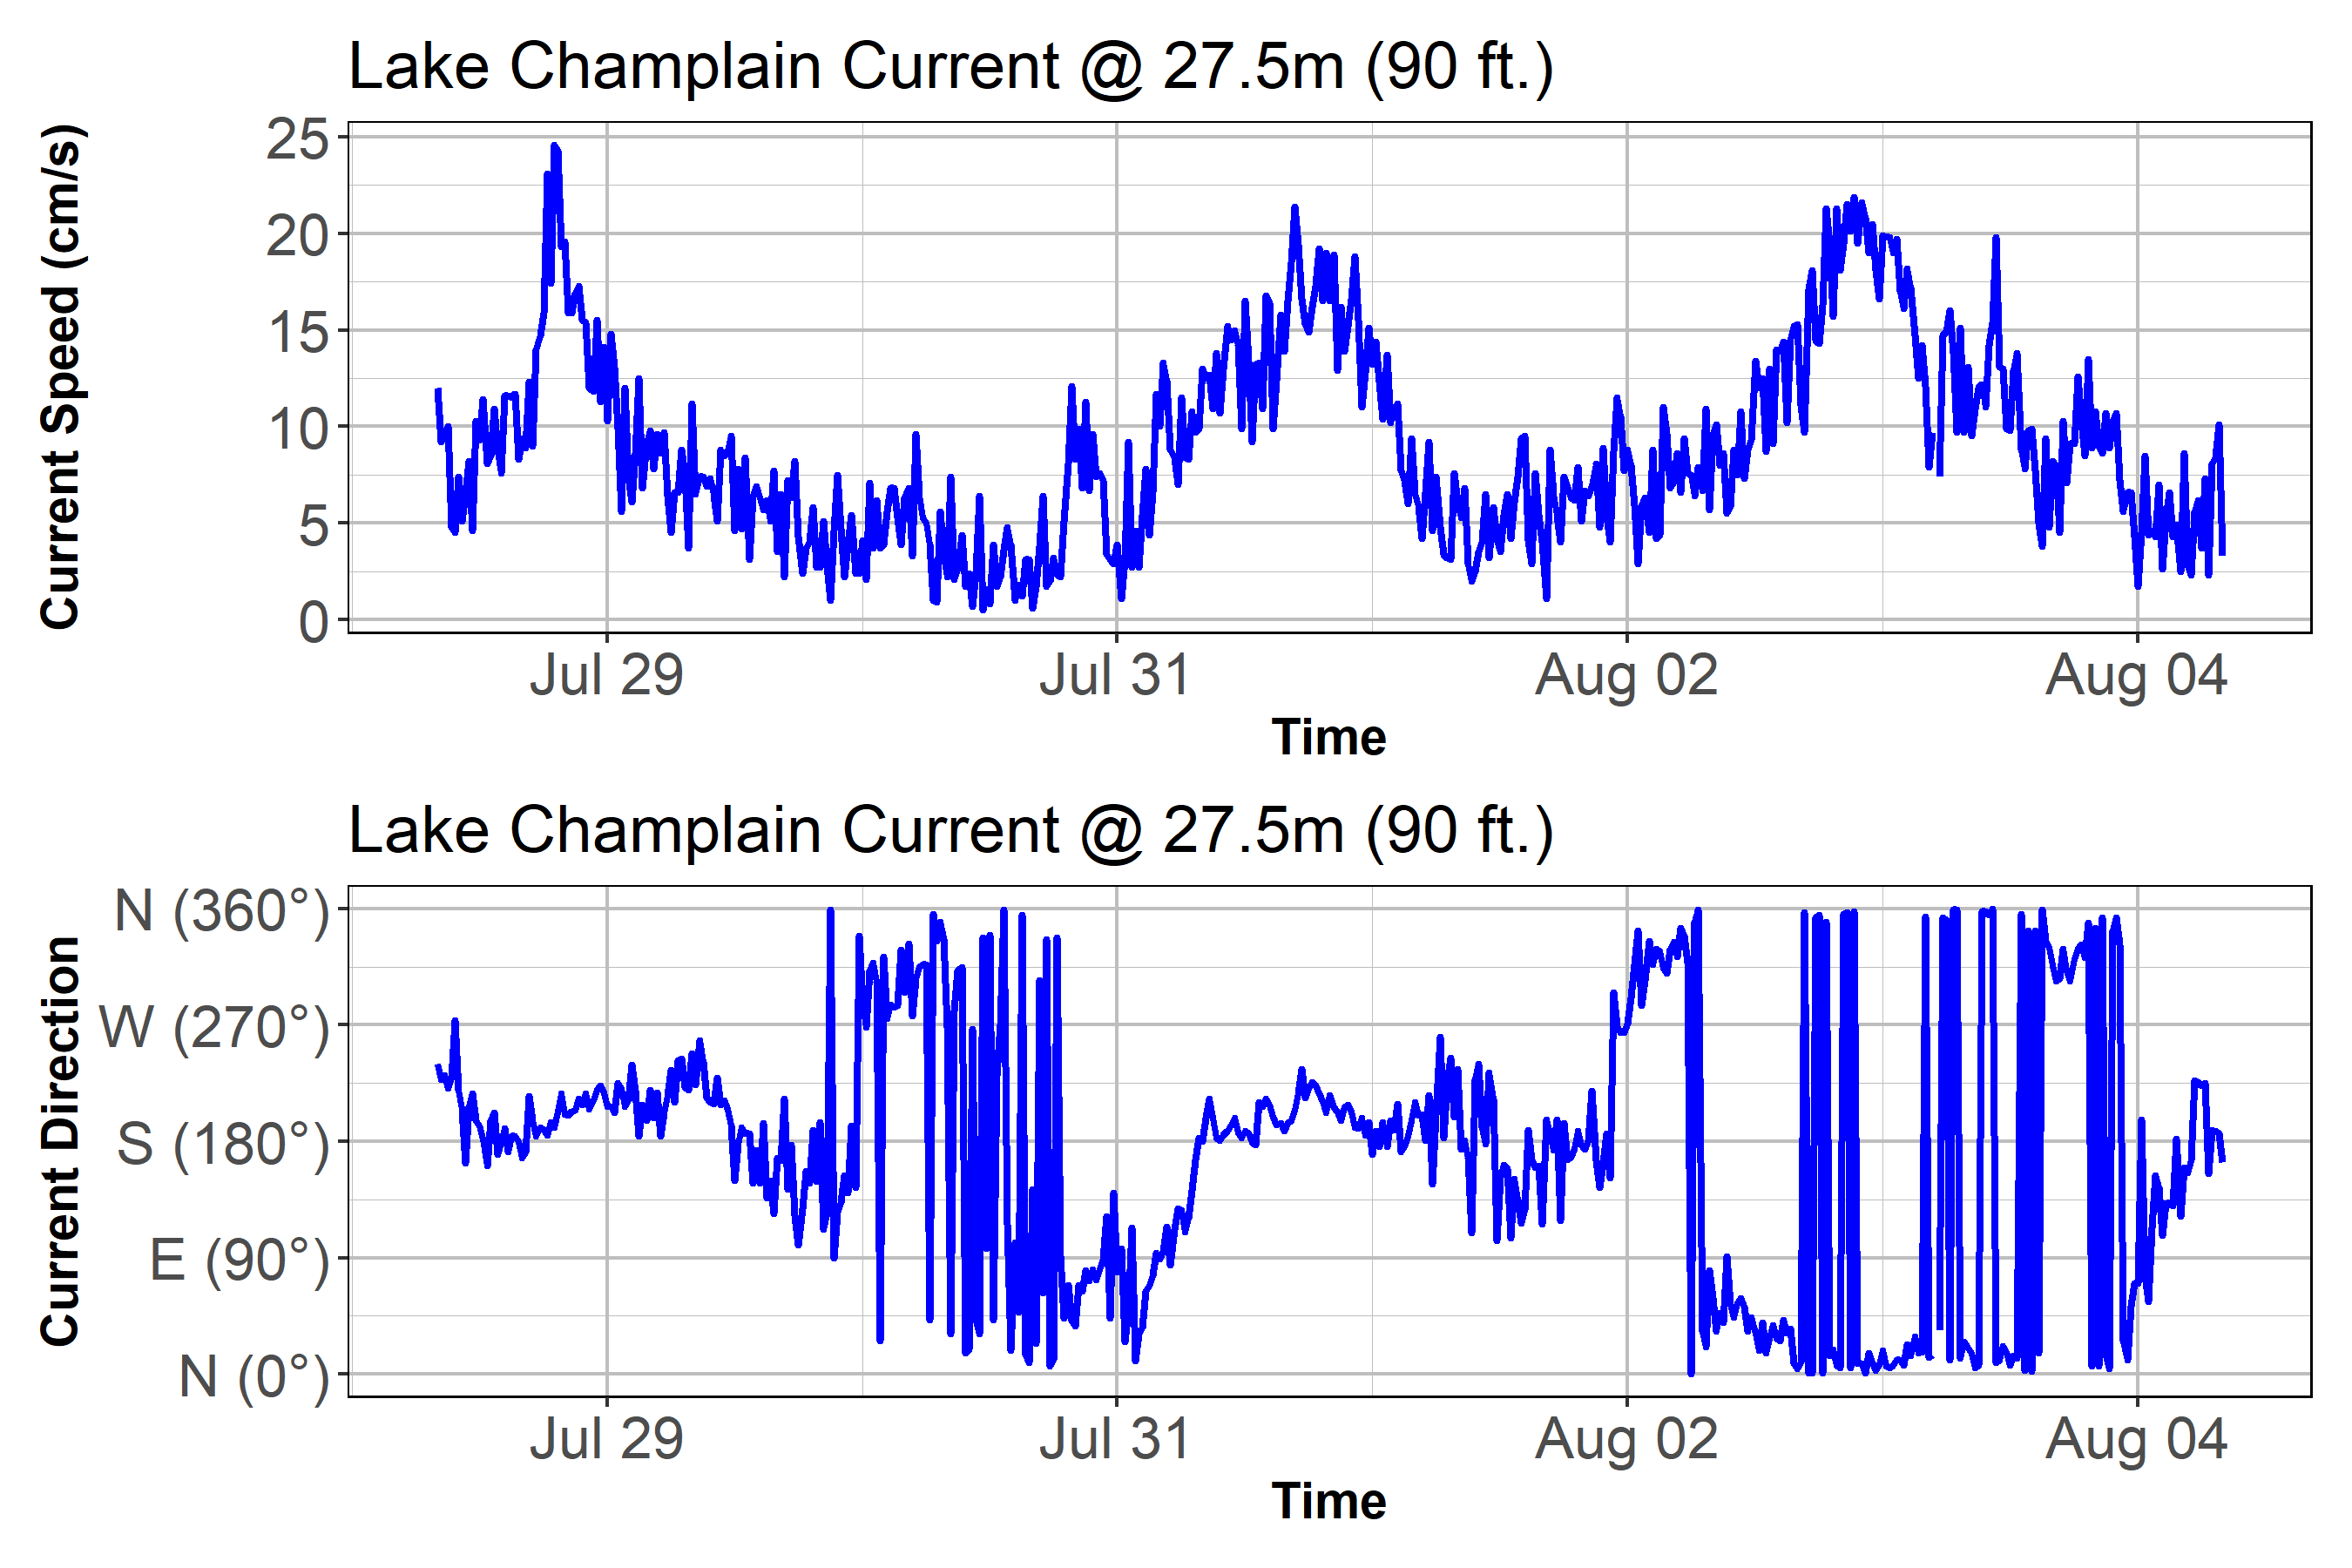 Lake Champlain Current @ 27.5m (90 ft.)
Current Speed (cm/s)
25
20
15
10
5
0
Jul 29 Jul 31 Aug 02 Aug 04
Time
Lake Champlain Current @ 27.5m (90 ft.)
Current Direction
N (360°)
W (270°)
S (180°)
E (90°)
N (0°)
Jul 29 Jul 31 Aug 02 Aug 04
Time